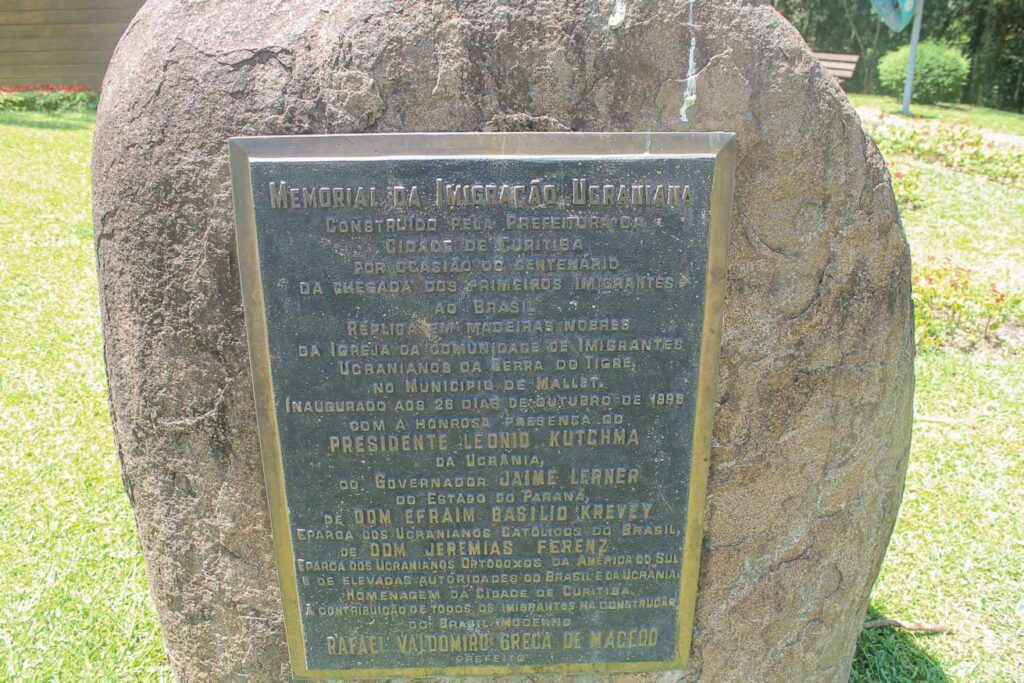 MEMORIAL DA IMIGRAÇÃO UCRANIANA
CONSTRUÍDO PELA PREFEITURA DA
CIDADE DE CURITIBA
POR OCASIÃO DO CENTENÁRIO
DA CHEGADA DOS PRIMEIROS IMIGRANTES
AO BRASIL
RÉPLICA EM MADEIRAS NOBRES
DA IGREJA DA COMUNIDADE DE IMIGRANTES
UCRANIANOS DA SERRA DO TIGRE,
NO MUNICÍPIO DE MALLET.
INAUGURADO AOS 26 DIAS DE OUTUBRO DE 1995
COM A HONROSA PRESENÇA DO
PRESIDENTE LEONID KUTCHMA
DA UCRÂNIA,
DO GOVERNADOR JAIME LERNER
DO ESTADO DO PARANÁ,
DE DOM EFRAIM BASILIO KREVEY
EPARCA DOS UCRANIANOS CATÓLICOS DO BRASIL,
DE DOM JEREMIAS FERENZ
EPARCA DOS UCRANIANOS ORTODOXOS DA AMÉRICA DO SUL
E DE ELEVADAS AUTORIDADES DO BRASIL E DA UCRÂNIA.
HOMENAGEM DA CIDADE DE CURITIBA
À CONTRIBUIÇÃO DE TODOS OS IMIGRANTES NA CONSTRUÇÃO
DO BRASIL MODERNO
RAFAEL VALDOMIRO GRECA DE MACEDO
PREFEITO